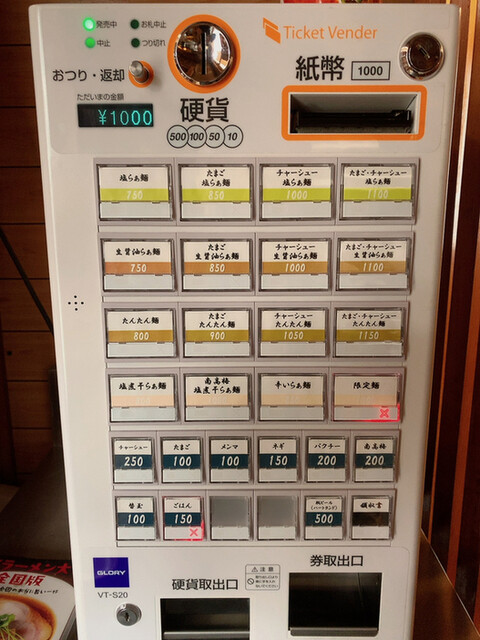 発売中
お札中止
中止
つり切れ
Ticket Vender
おつり・返却
紙幣 1000
ただいまの金額
¥1000
硬貨
500 100 50 10
塩らぁ麺
750
たまご
塩らぁ麺
850
チャーシュー
塩らぁ麺
1000
たまご・チャーシュー
塩らぁ麺
1100
生醤油らぁ麺
750
たまご
生醤油らぁ麺
850
チャーシュー
生醤油らぁ麺
1000
たまご・チャーシュー
生醤油らぁ麺
1100
たんたん麺
800
たまご
たんたん麺
900
チャーシュー
たんたん麺
1050
たまご・チャーシュー
たんたん麺
1150
塩煮干らぁ麺
南高梅
塩煮干らぁ麺
辛いらぁ麺
限定麺
チャーシュー
250
たまご
100
メンマ
100
ネギ
150
パクチー
200
南高梅
200
替玉
100
ごはん
150
500
領収書
GLORY
VT-S20
硬貨取出口
注意
券取出口
ラーメン大
全国版